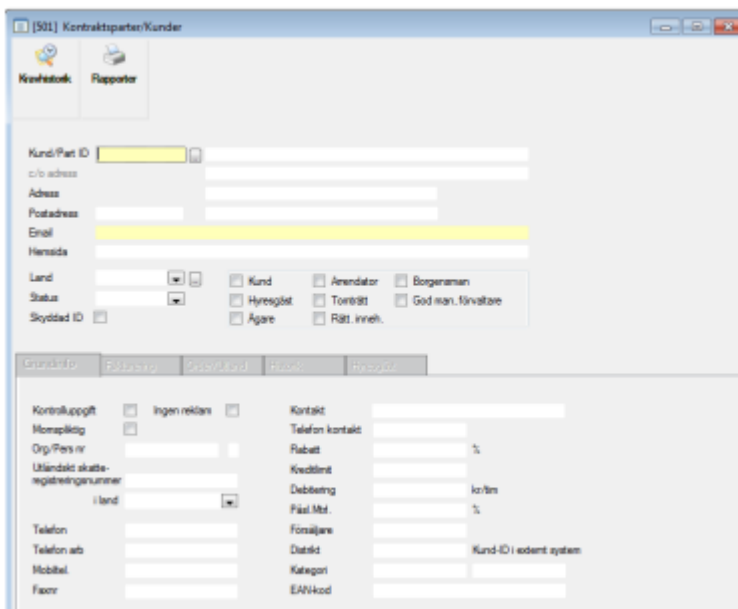 [501] Kontraktsparter/Kunder
Kravhistorik Rapporter
Kund/Part ID
c/o adress
Adress
Postadress
Email
Hemsida
Land
Kund Arrendator Borgensman
Status
Hyresgäst Tomträtt God man, förvaltare
Skyddad ID
Ägare Rätt. inneh.
Grundinfo Fakturering Historik Hyresgäst
Kontrolluppgift Ingen reklam Kontakt
Momspliktig Telefon kontakt
Org/Pers nr Rabatt %
Utländskt skatte-
registreringsnummer Kreditlimit
i land Debitering kr/tim
Påsl.Mtrl. %
Telefon Försäljare
Telefon arb Distrikt Kund-ID i externt system
Mobiltel. Kategori
Faxnr EAN-kod